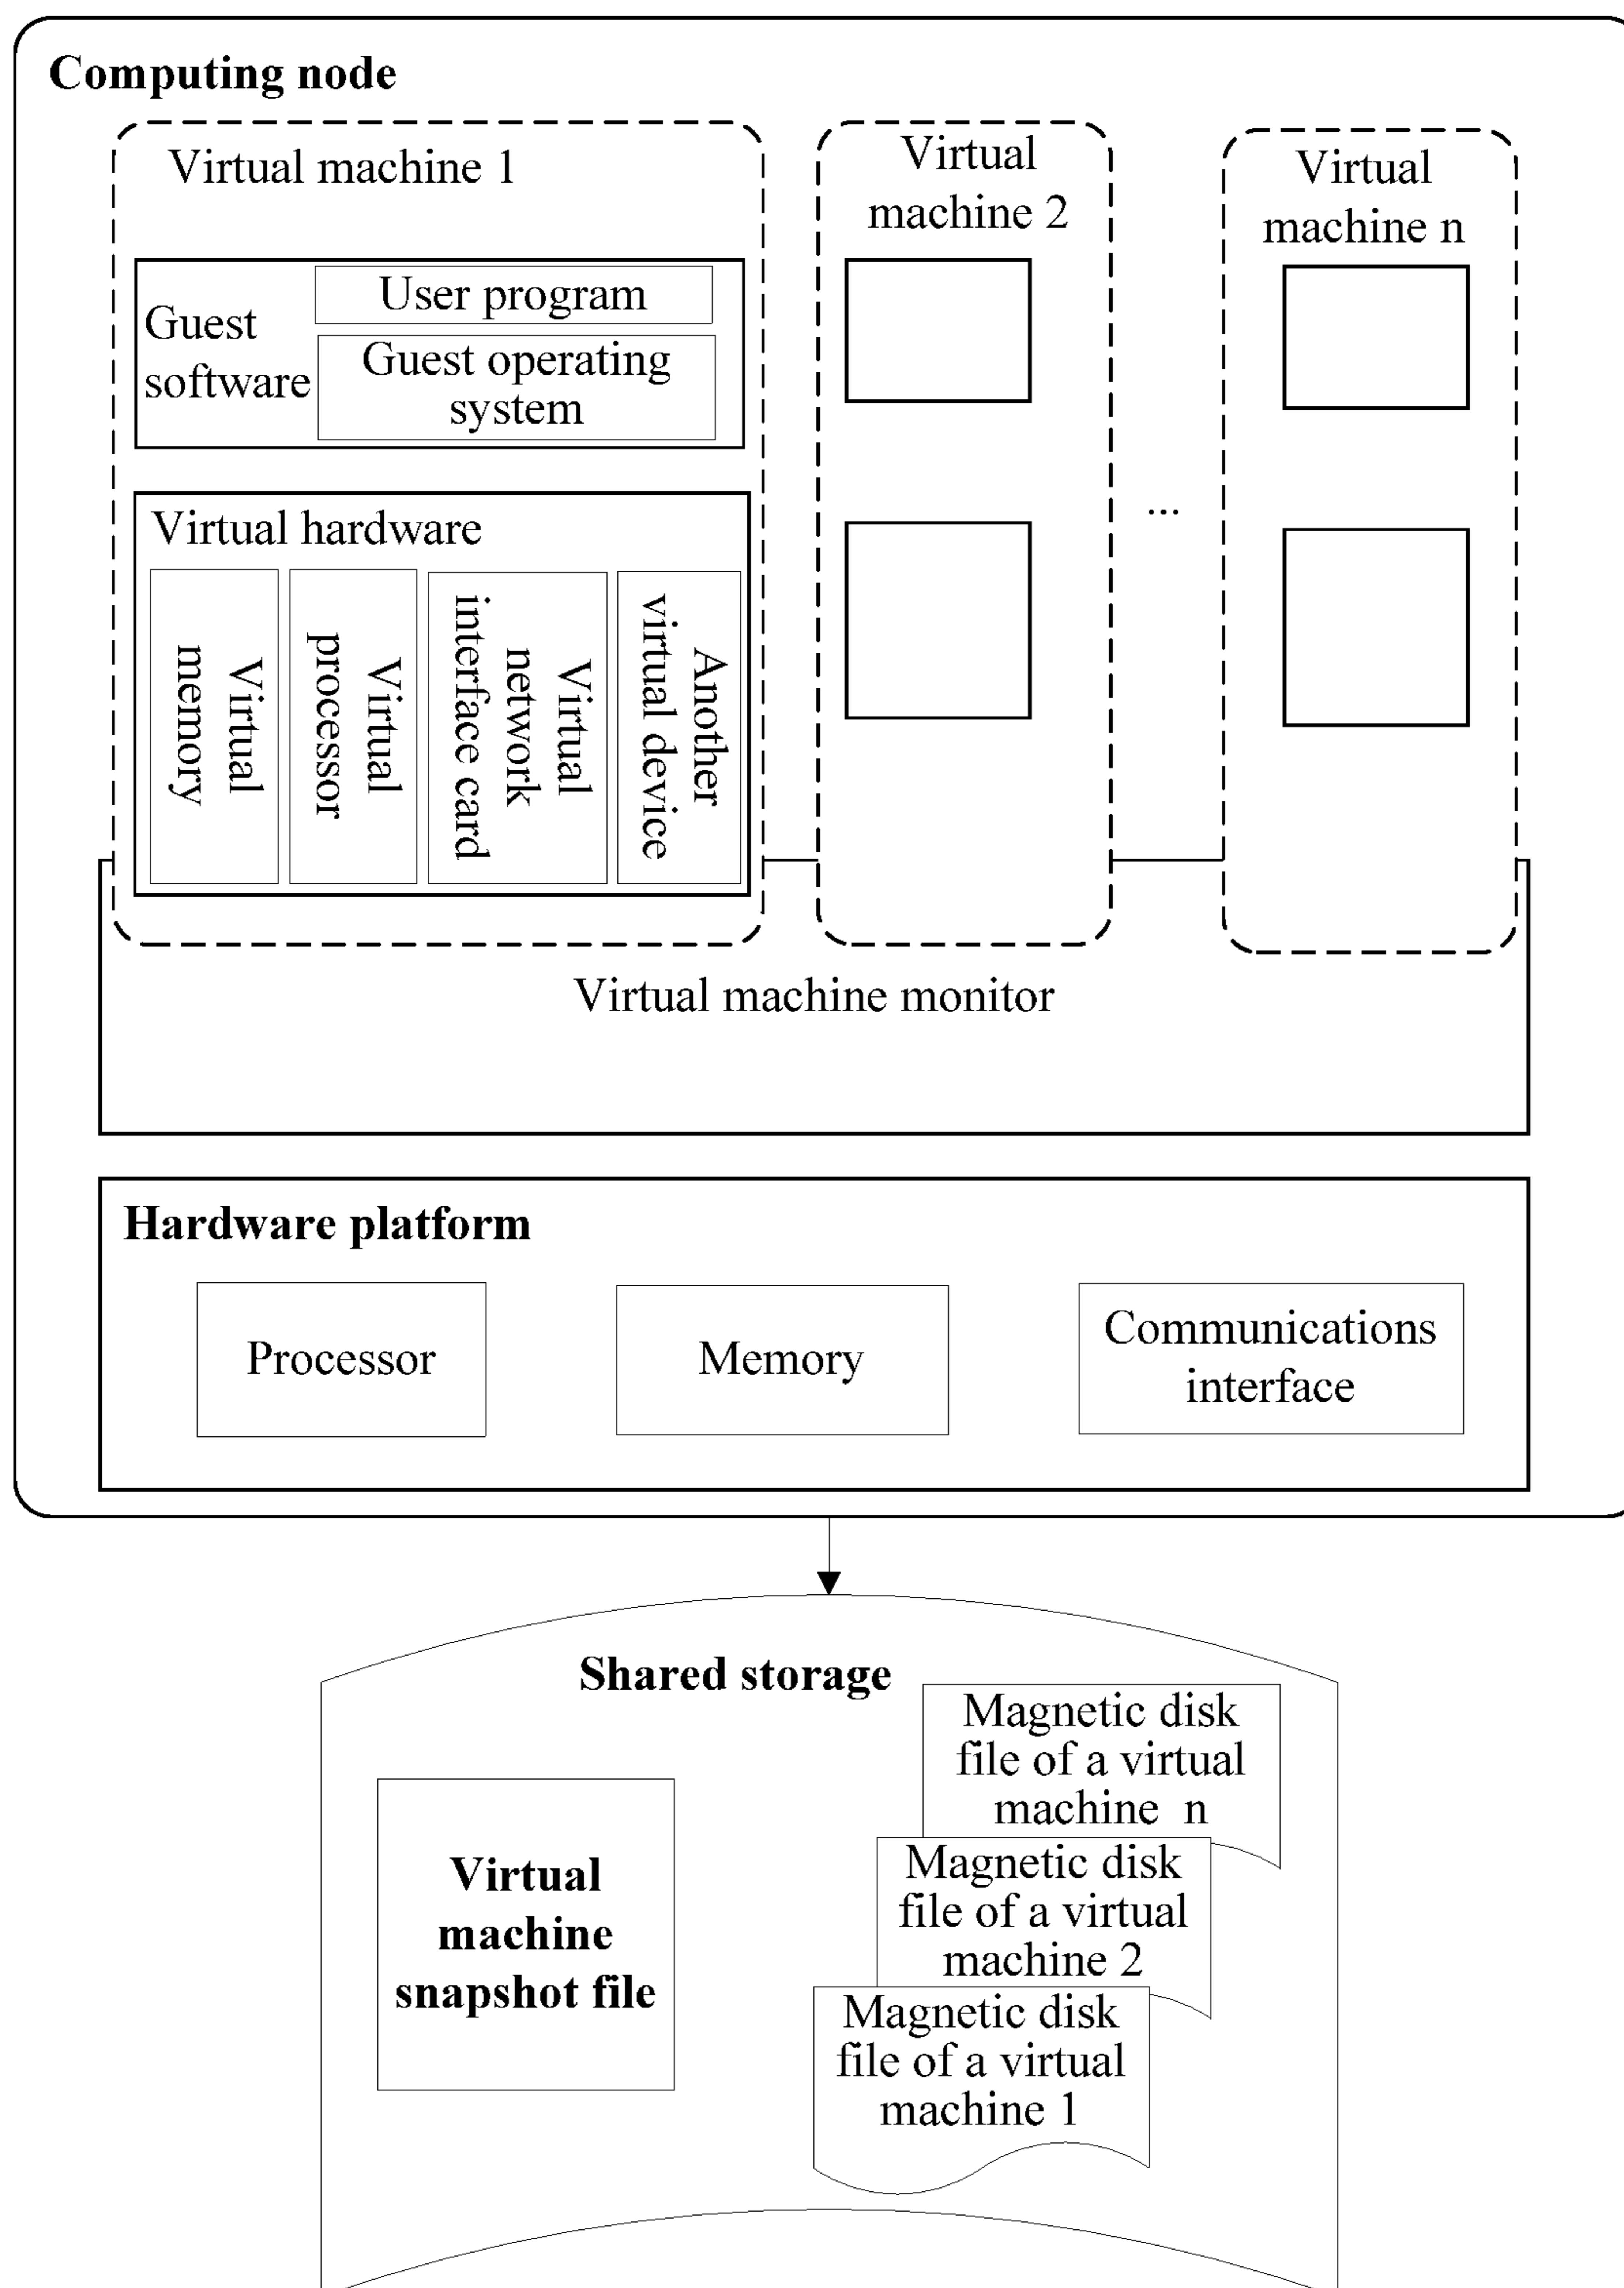 Computing node
Virtual machine 1
Virtual
machine 2
Virtual
machine n
Guest
software
User program
Guest operating
system
...
Virtual hardware
Virtual
memory
Virtual
processor
Virtual
network
interface card
Another
virtual device
Virtual machine monitor
Hardware platform
Processor
Memory
Communications
interface
Shared storage
Virtual
machine
snapshot file
Magnetic disk
file of a virtual
machine n
Magnetic disk
file of a virtual
machine 2
Magnetic disk
file of a virtual
machine 1